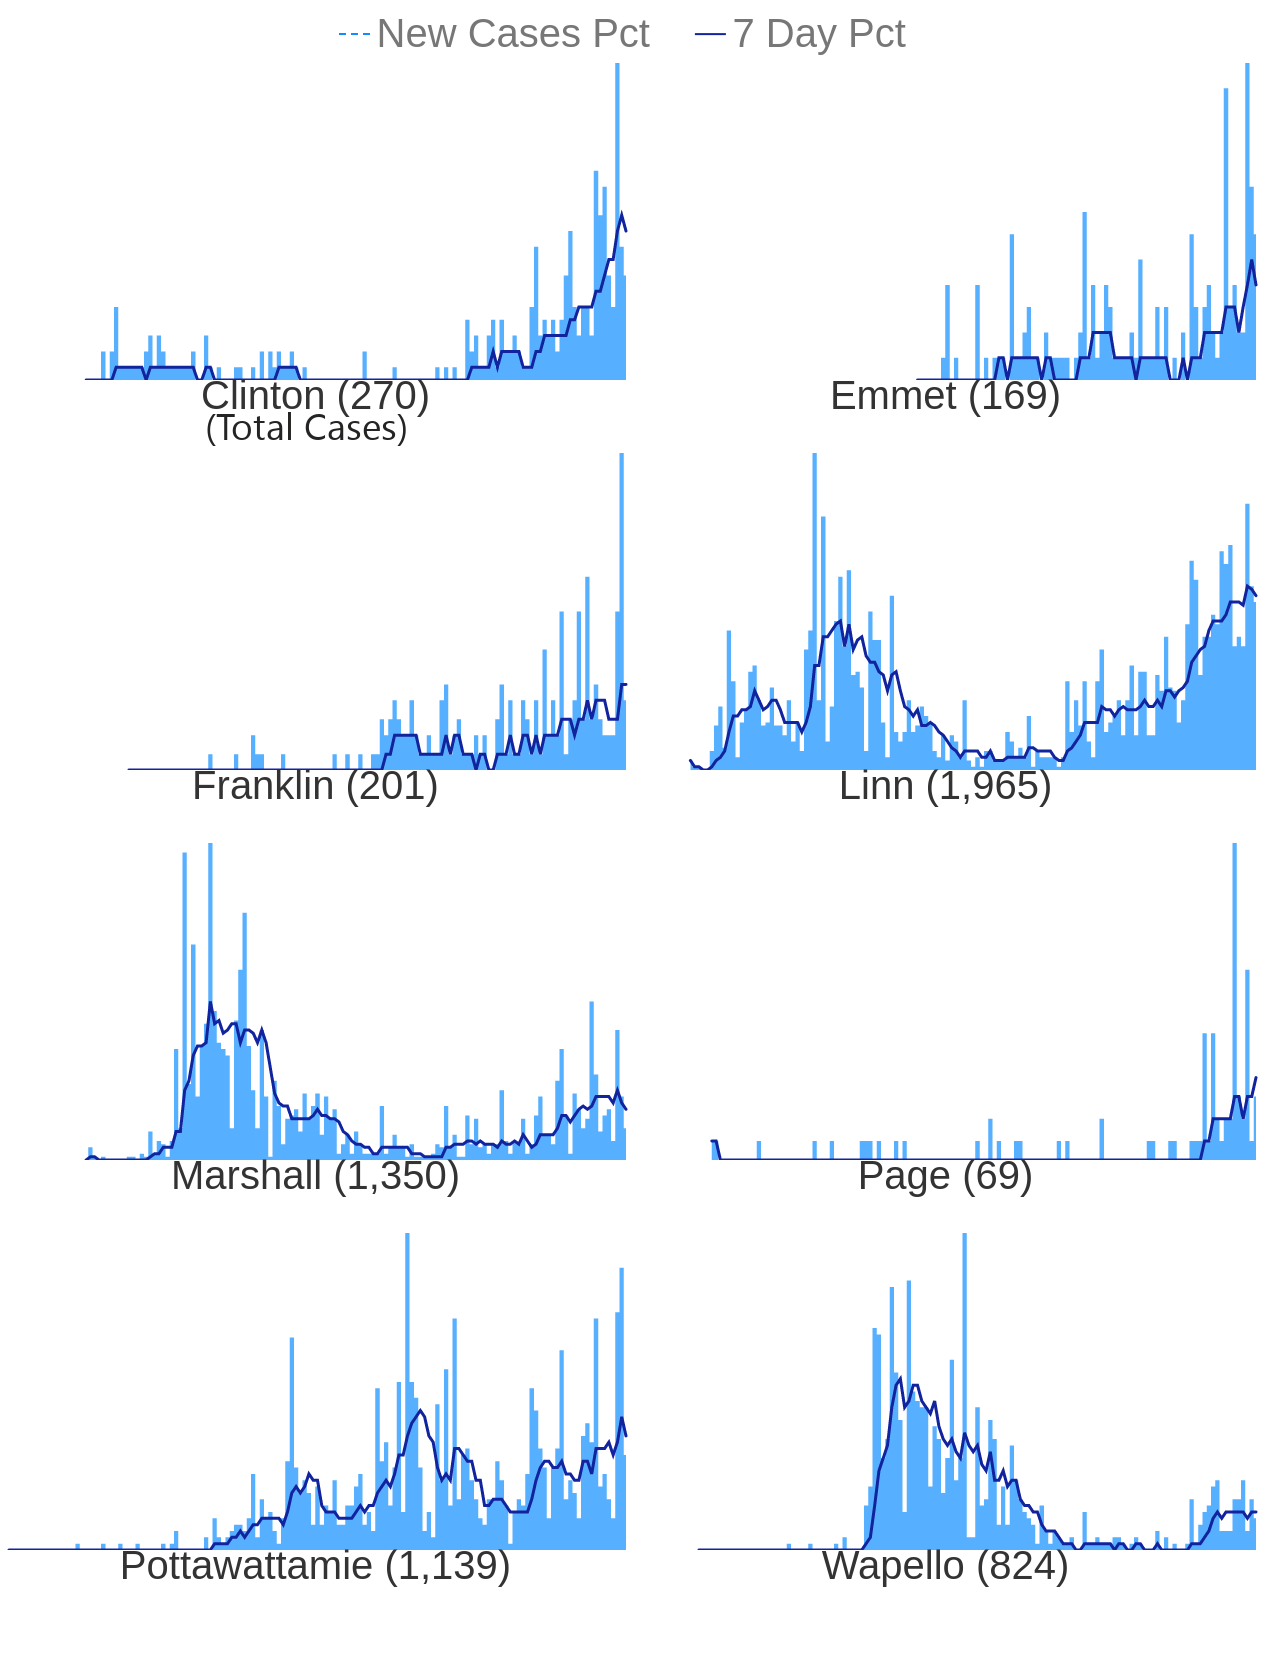 New Cases Pct 7 Day Pct
Clinton (270) Emmet (169)
(Total Cases)
Franklin (201) Linn (1,965)
Marshall (1,350) Page (69)
Pottawattamie (1,139) Wapello (824)